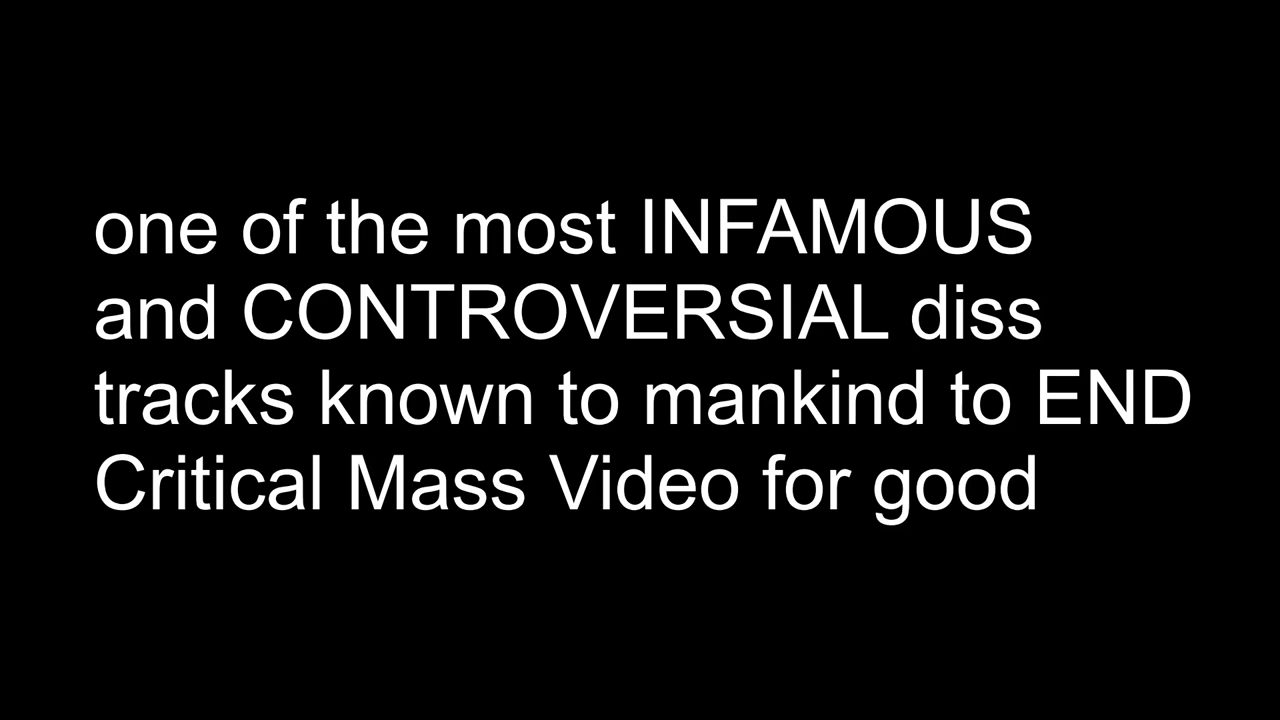 one of the most INFAMOUS
and CONTROVERSIAL diss
tracks known to mankind to END
Critical Mass Video for good